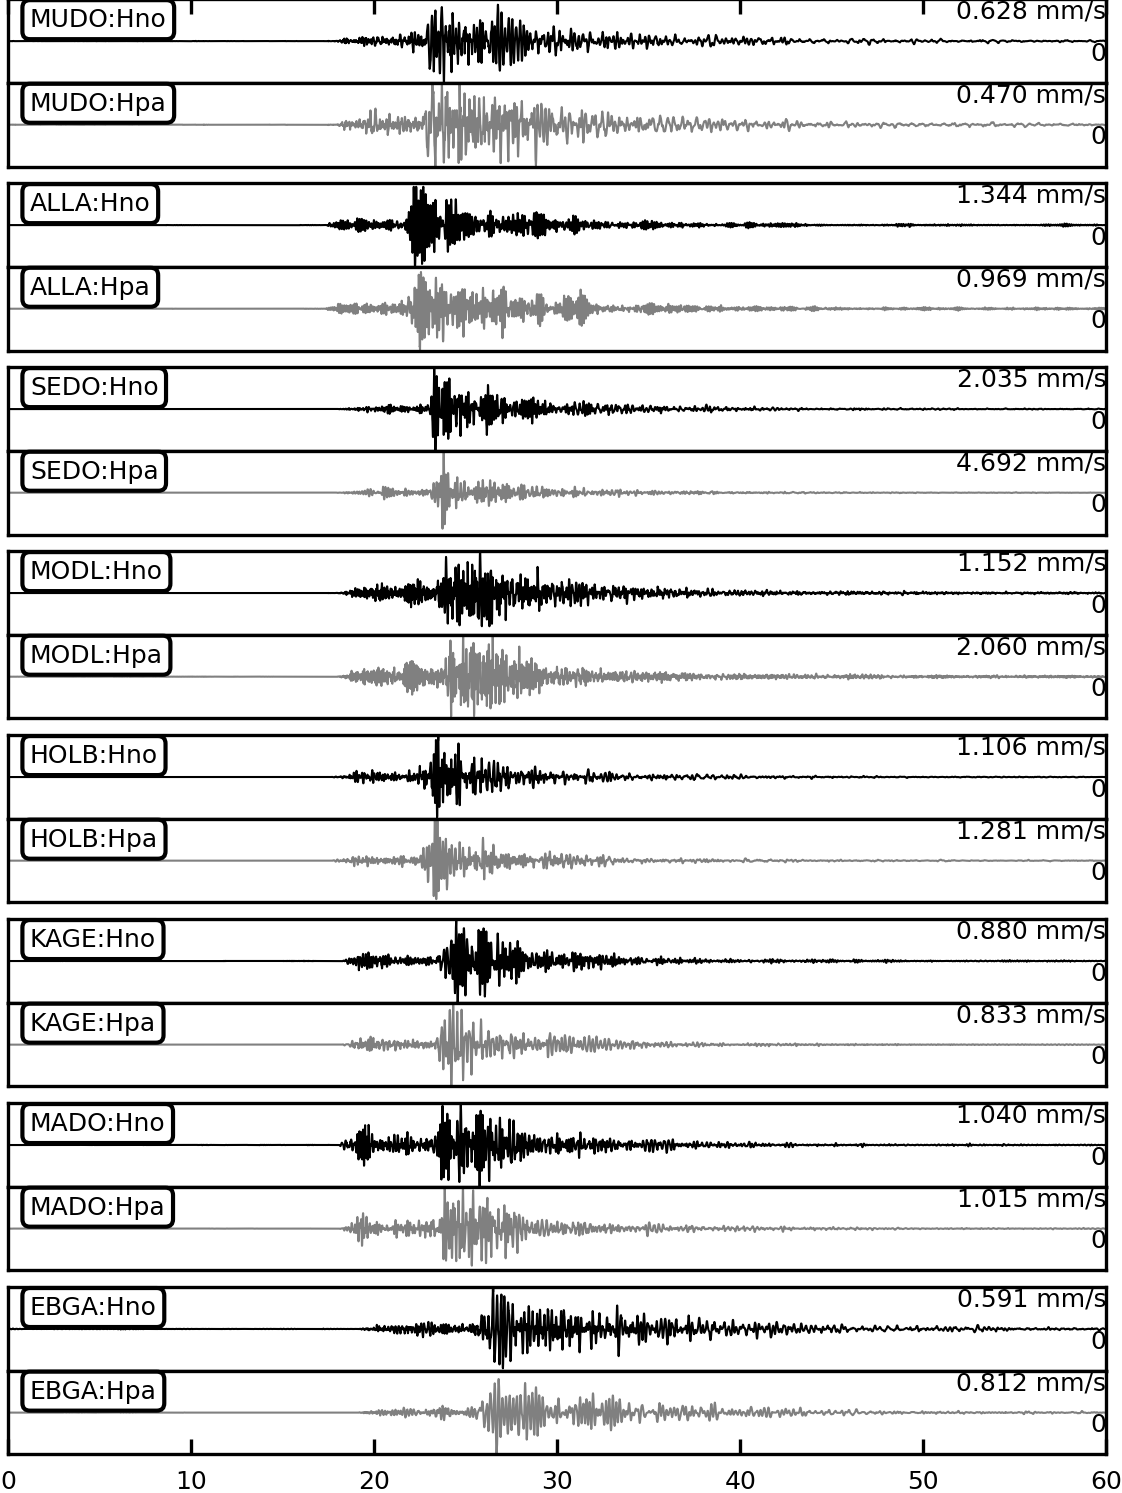 MUDO:Hno 0.628 mm/s
0
MUDO:Hpa 0.470 mm/s
0
ALLA:Hno 1.344 mm/s
0
ALLA:Hpa 0.969 mm/s
0
SEDO:Hno 2.035 mm/s
0
SEDO:Hpa 4.692 mm/s
0
MODL:Hno 1.152 mm/s
0
MODL:Hpa 2.060 mm/s
0
HOLB:Hno 1.106 mm/s
0
HOLB:Hpa 1.281 mm/s
0
KAGE:Hno 0.880 mm/s
0
KAGE:Hpa 0.833 mm/s
0
MADO:Hno 1.040 mm/s
0
MADO:Hpa 1.015 mm/s
0
EBGA:Hno 0.591 mm/s
0
EBGA:Hpa 0.812 mm/s
0
0 10 20 30 40 50 60